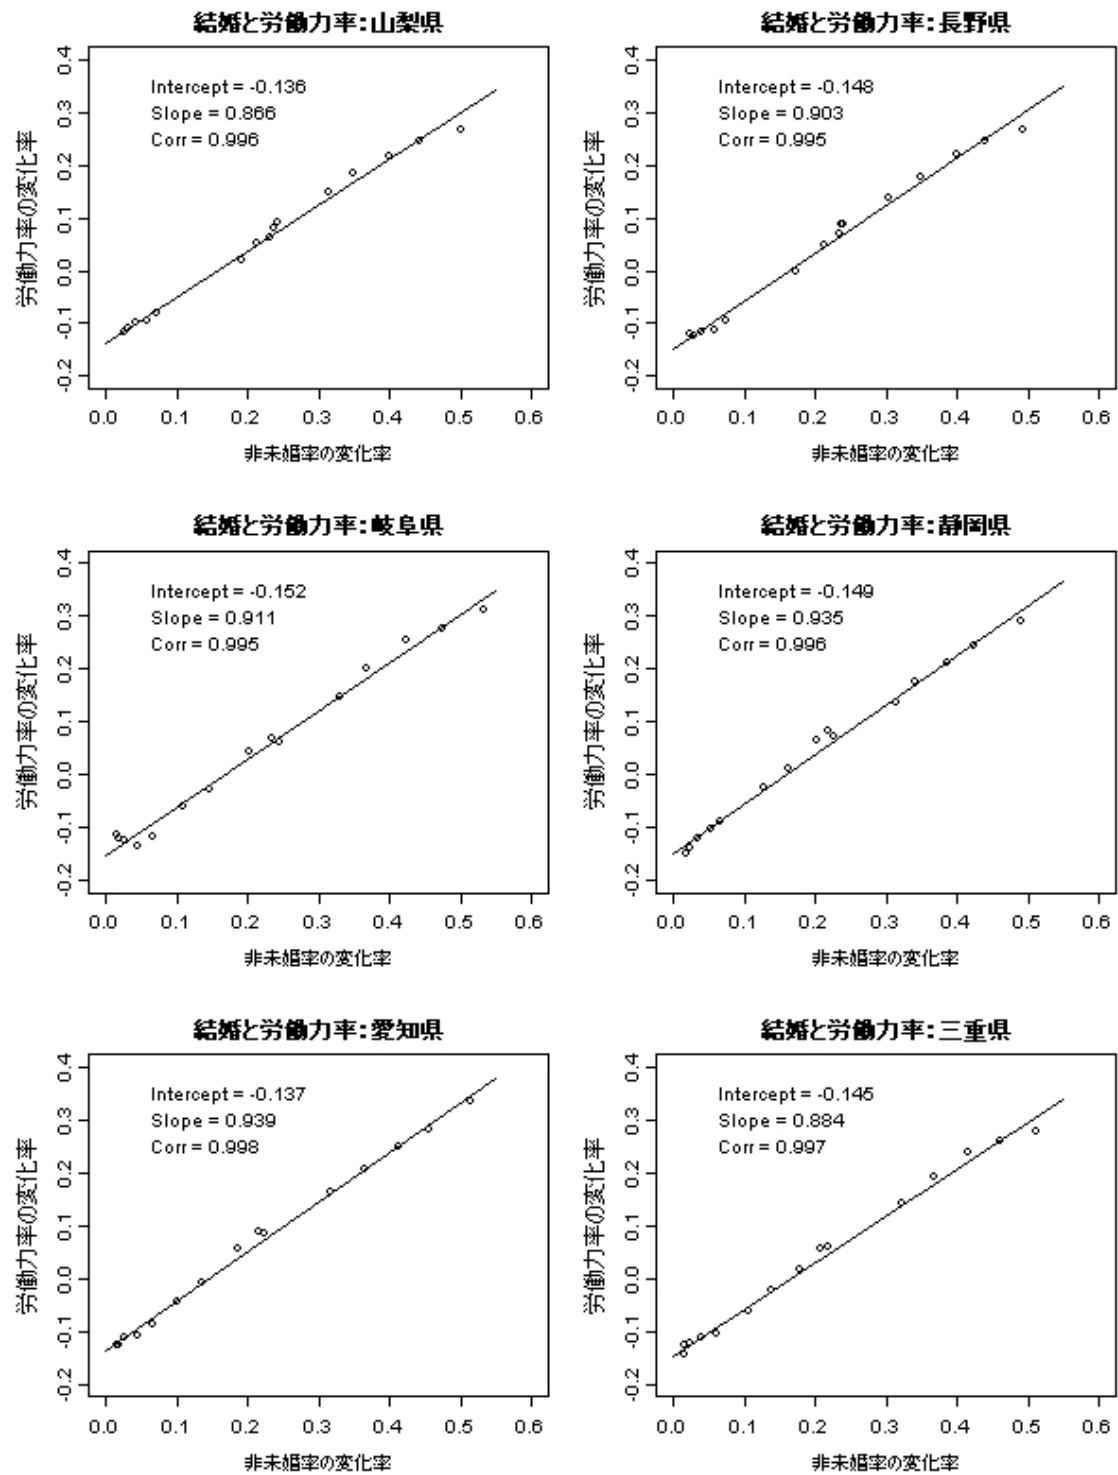 結婚と労働力率:山梨県
Intercept = -0.136
Slope = 0.866
Corr = 0.996
労働力率の変化率
-0.2 -0.1 0.0 0.1 0.2 0.3 0.4
0.0 0.1 0.2 0.3 0.4 0.5 0.6
非未婚率の変化率
結婚と労働力率:長野県
Intercept = -0.148
Slope = 0.903
Corr = 0.995
労働力率の変化率
-0.2 -0.1 0.0 0.1 0.2 0.3 0.4
0.0 0.1 0.2 0.3 0.4 0.5 0.6
非未婚率の変化率
結婚と労働力率:岐阜県
Intercept = -0.152
Slope = 0.911
Corr = 0.995
労働力率の変化率
-0.2 -0.1 0.0 0.1 0.2 0.3 0.4
0.0 0.1 0.2 0.3 0.4 0.5 0.6
非未婚率の変化率
結婚と労働力率:静岡県
Intercept = -0.149
Slope = 0.935
Corr = 0.996
労働力率の変化率
-0.2 -0.1 0.0 0.1 0.2 0.3 0.4
0.0 0.1 0.2 0.3 0.4 0.5 0.6
非未婚率の変化率
結婚と労働力率:愛知県
Intercept = -0.137
Slope = 0.939
Corr = 0.998
労働力率の変化率
-0.2 -0.1 0.0 0.1 0.2 0.3 0.4
0.0 0.1 0.2 0.3 0.4 0.5 0.6
非未婚率の変化率
結婚と労働力率:三重県
Intercept = -0.145
Slope = 0.884
Corr = 0.997
労働力率の変化率
-0.2 -0.1 0.0 0.1 0.2 0.3 0.4
0.0 0.1 0.2 0.3 0.4 0.5 0.6
非未婚率の変化率